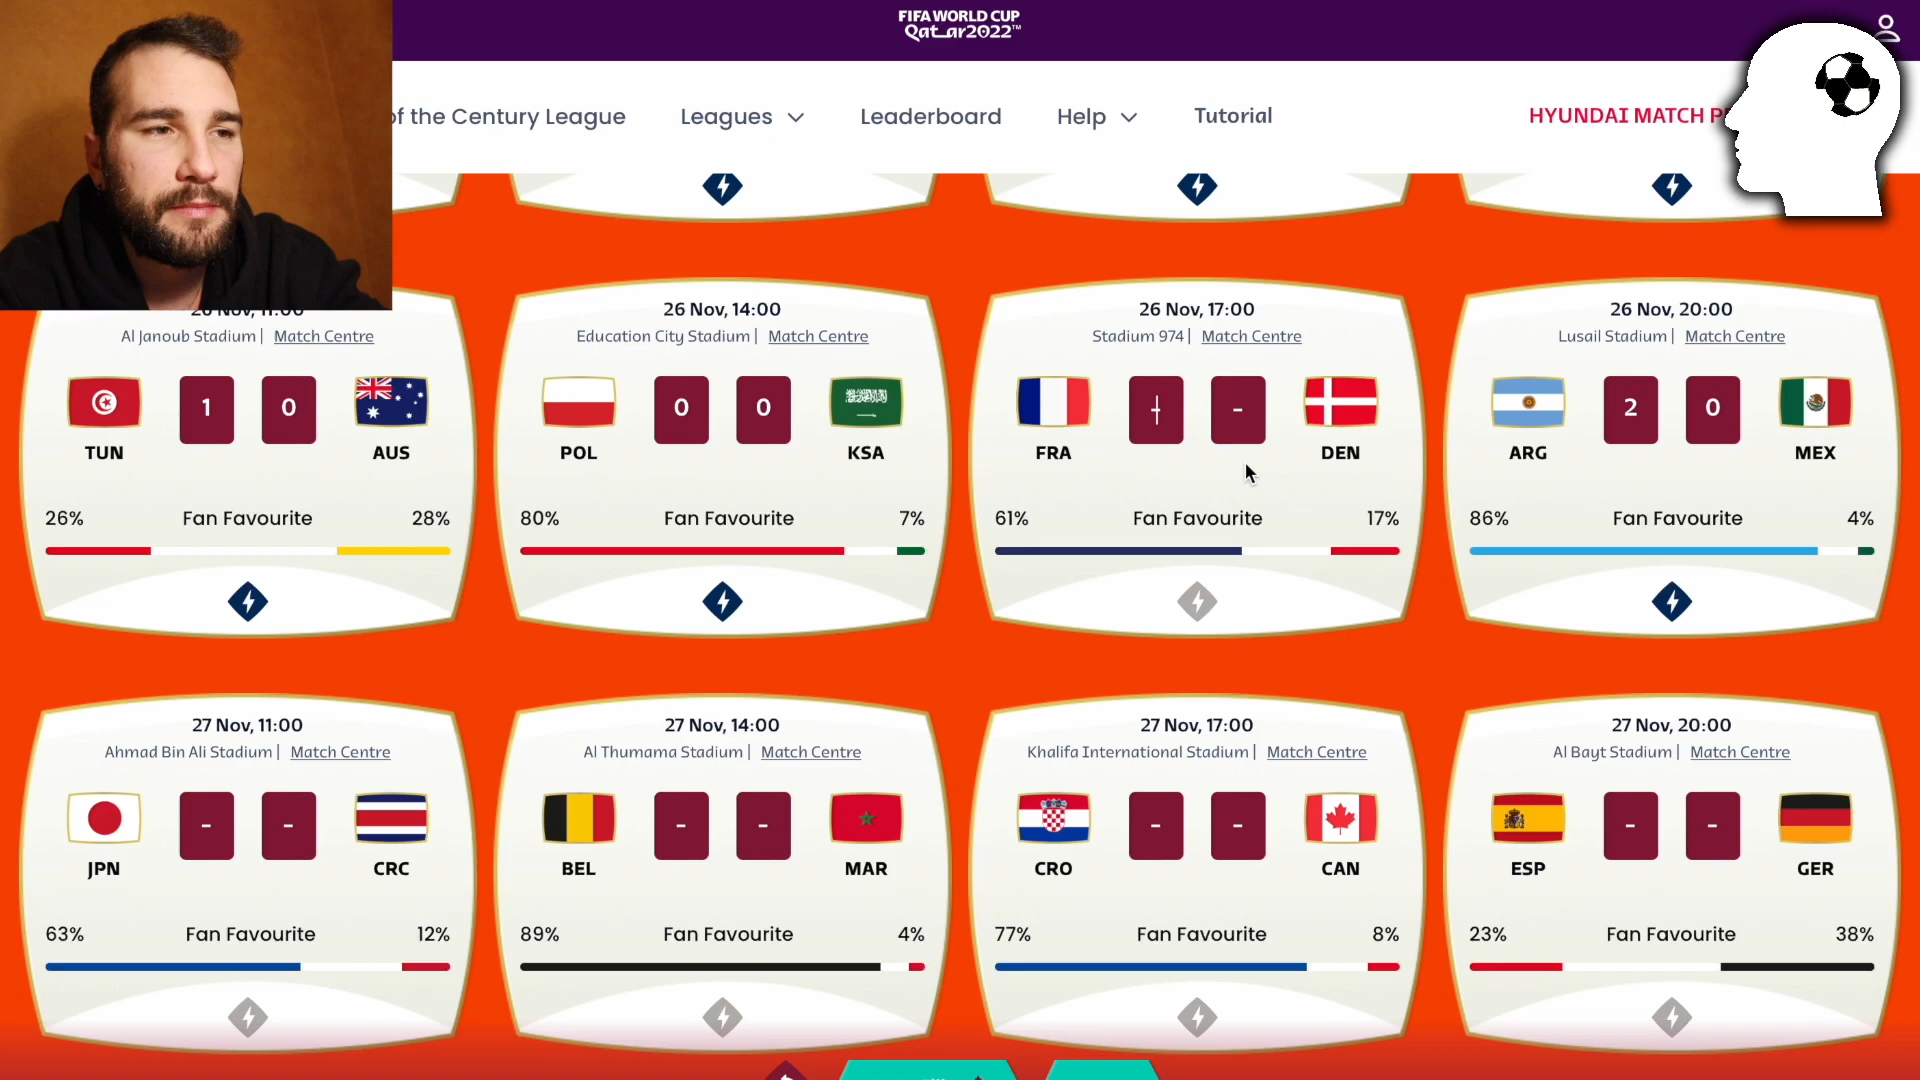 FIFA WORLD CUP
Qatar2022™
of the Century League
Leagues
Leaderboard
Help
Tutorial
HYUNDAI MATCH
26 Nov, 11:00
Al Janoub Stadium | Match Centre
1 0
TUN AUS
26% Fan Favourite 28%
26 Nov, 14:00
Education City Stadium | Match Centre
0 0
POL KSA
80% Fan Favourite 7%
26 Nov, 17:00
Stadium 974 | Match Centre
- -
FRA DEN
61% Fan Favourite 17%
26 Nov, 20:00
Lusail Stadium | Match Centre
2 0
ARG MEX
86% Fan Favourite 4%
27 Nov, 11:00
Ahmad Bin Ali Stadium | Match Centre
- -
JPN CRC
63% Fan Favourite 12%
27 Nov, 14:00
Al Thumama Stadium | Match Centre
- -
BEL MAR
89% Fan Favourite 4%
27 Nov, 17:00
Khalifa International Stadium | Match Centre
- -
CRO CAN
77% Fan Favourite 8%
27 Nov, 20:00
Al Bayt Stadium | Match Centre
- -
ESP GER
23% Fan Favourite 38%